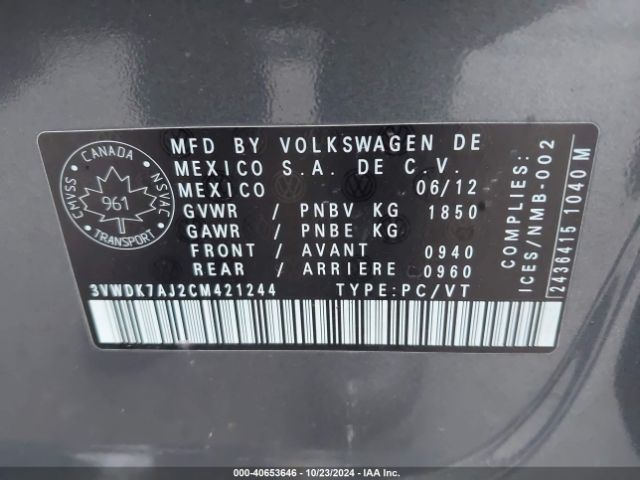 CANADA
CMVSS
NSVAC
961
TRANSPORT
MFD BY VOLKSWAGEN DE
MEXICO S.A. DE C.V.
MEXICO 06/12
GVWR / PNBV KG 1850
GAWR / PNBE KG
FRONT / AVANT 0940
REAR / ARRIERE 0960
3VWDK7AJ2CM421244 TYPE:PC/VT
COMPLIES:
ICES/NMB-002
2436415 1040 M
000-40653646 - 10/23/2024 - IAA Inc.